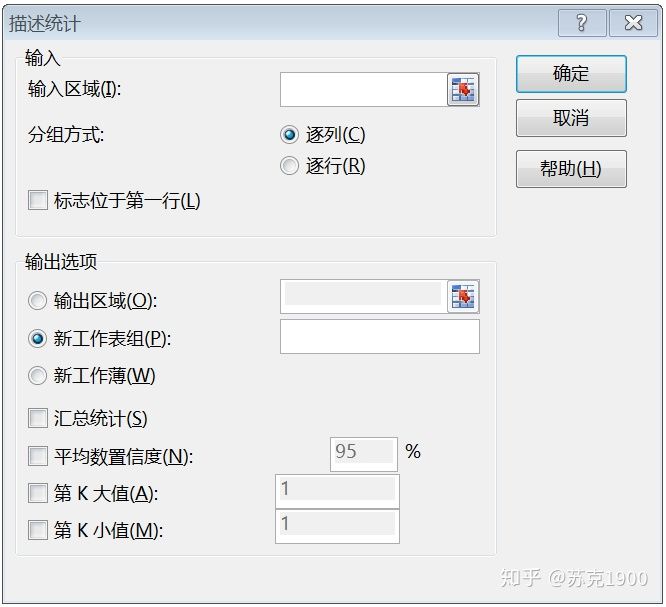 描述统计
输入
输入区域(I):
确定
分组方式:
逐列(C)
取消
逐行(R)
帮助(H)
标志位于第一行(L)
输出选项
输出区域(O):
新工作表组(P):
新工作薄(W)
汇总统计(S)
平均数置信度(N): 95 %
第 K 大值(A): 1
第 K 小值(M): 1
知乎 @苏克1900